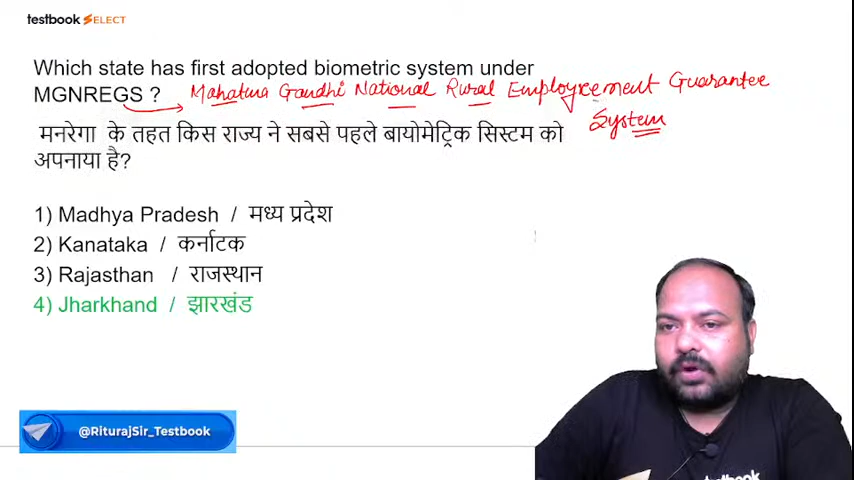 testbook SELECT
Which state has first adopted biometric system under
MGNREGS ?
Mahatma Gandhi National Rural Employcement Guarantee
System
मनरेगा के तहत किस राज्य ने सबसे पहले बायोमेट्रिक सिस्टम को
अपनाया है?
1) Madhya Pradesh / मध्य प्रदेश
2) Kanataka / कर्नाटक
3) Rajasthan / राजस्थान
4) Jharkhand / झारखंड
@RiturajSir_Testbook
testbook